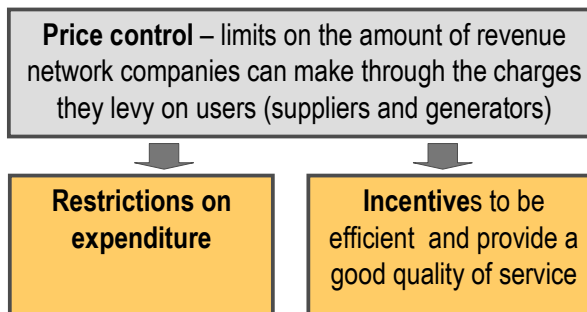 Price control – limits on the amount of revenue
network companies can make through the charges
they levy on users (suppliers and generators)
Restrictions on
expenditure
Incentives to be
efficient and provide a
good quality of service